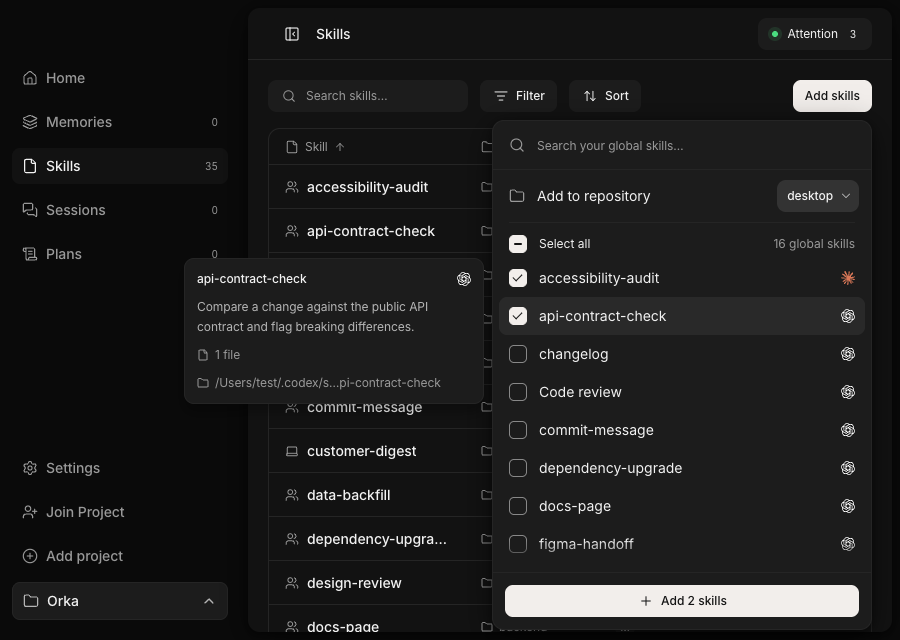 Skills
Attention 3
Home
Memories 0
Skills 35
Sessions 0
Plans 0
Search skills...
Filter
Sort
Add skills
Skill
accessibility-audit
api-contract-check
commit-message
customer-digest
data-backfill
dependency-upgra...
design-review
docs-page
api-contract-check
Compare a change against the public API
contract and flag breaking differences.
1 file
/Users/test/.codex/s...pi-contract-check
Search your global skills...
Add to repository
desktop
Select all
16 global skills
accessibility-audit
api-contract-check
changelog
Code review
commit-message
dependency-upgrade
docs-page
figma-handoff
Add 2 skills
Settings
Join Project
Add project
Orka